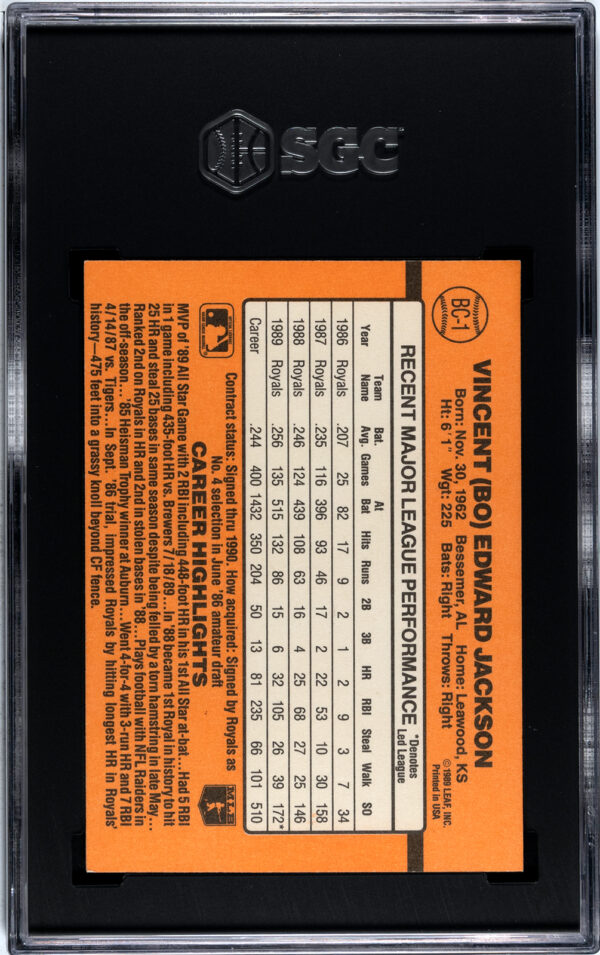 SGC
BC-1
VINCENT (BO) EDWARD JACKSON
Born: Nov. 30, 1962 Bessemer, AL Home: Leawood, KS
Ht: 6' 1" Wgt: 225 Bats: Right Throws: Right
© 1989 LEAF, INC.
Printed in USA
RECENT MAJOR LEAGUE PERFORMANCE *Denotes Led League
Year Team Name Bat. Avg. Games At Bat Hits Runs 2B 3B HR RBI Steal Walk SO
1986 Royals .207 25 82 17 9 2 1 2 9 3 7 34
1987 Royals .235 116 396 93 46 17 2 22 53 10 30 158
1988 Royals .246 124 439 108 63 16 4 25 68 27 25 146
1989 Royals .256 135 515 132 86 15 6 32 105 26 39 172*
Career .244 400 1432 350 204 50 13 81 235 66 101 510
Contract status: Signed thru 1990. How acquired: Signed by Royals as
No. 4 selection in June '86 amateur draft
MLB
CAREER HIGHLIGHTS
MVP of '89 All Star Game with 2 RBI including 448-foot HR in his 1st All Star at-bat... Had 5 RBI
in 1 game including 435-foot HR vs. Brewers 7/18/89... In '88 became 1st Royal in history to hit
25 HR and steal 25 bases in same season despite being felled by a torn hamstring in late May...
Ranked 2nd on Royals in HR and 2nd in stolen bases in '88... Plays football with NFL Raiders in
the off-season... '85 Heisman Trophy winner at Auburn... Went 4-for-4 with 3-run HR and 7 RBI
4/14/87 vs. Tigers... In Sept. '86 trial, impressed Royals by hitting longest HR in Royals'
history—475 feet into a grassy knoll beyond CF fence.